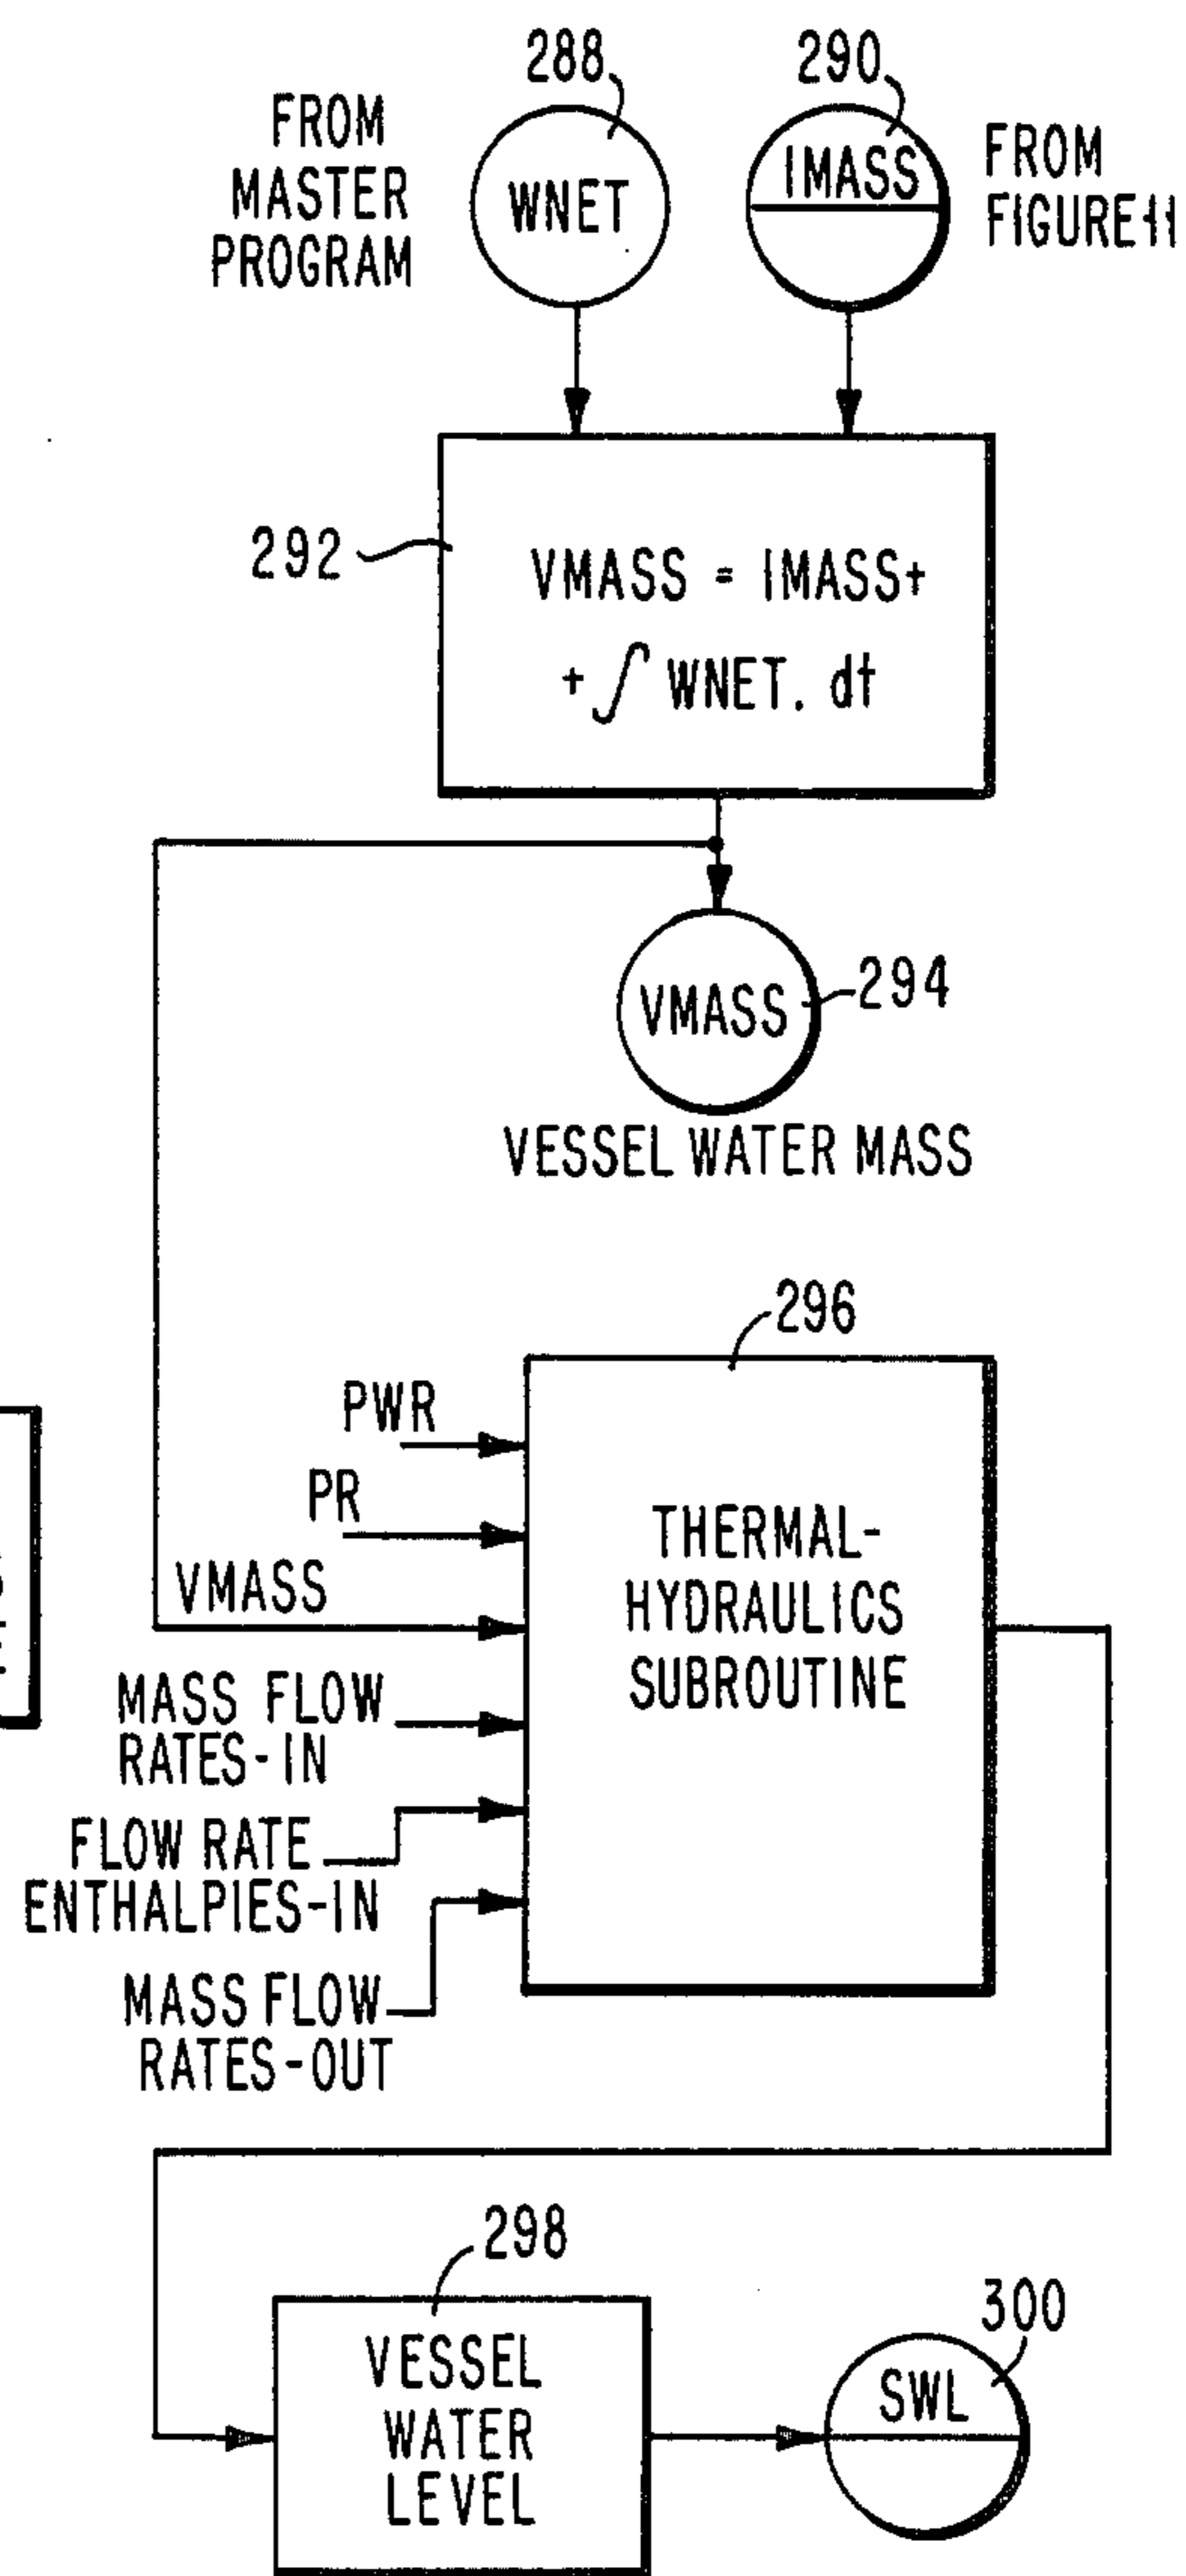 288
290
FROM
MASTER
PROGRAM
WNET
IMASS
FROM
FIGURE 11
292
VMASS = IMASS+
+ ∫ WNET. dt
VMASS
294
VESSEL WATER MASS
296
PWR
PR
VMASS
MASS FLOW
RATES-IN
FLOW RATE
ENTHALPIES-IN
MASS FLOW
RATES-OUT
THERMAL-
HYDRAULICS
SUBROUTINE
298
VESSEL
WATER
LEVEL
300
SWL